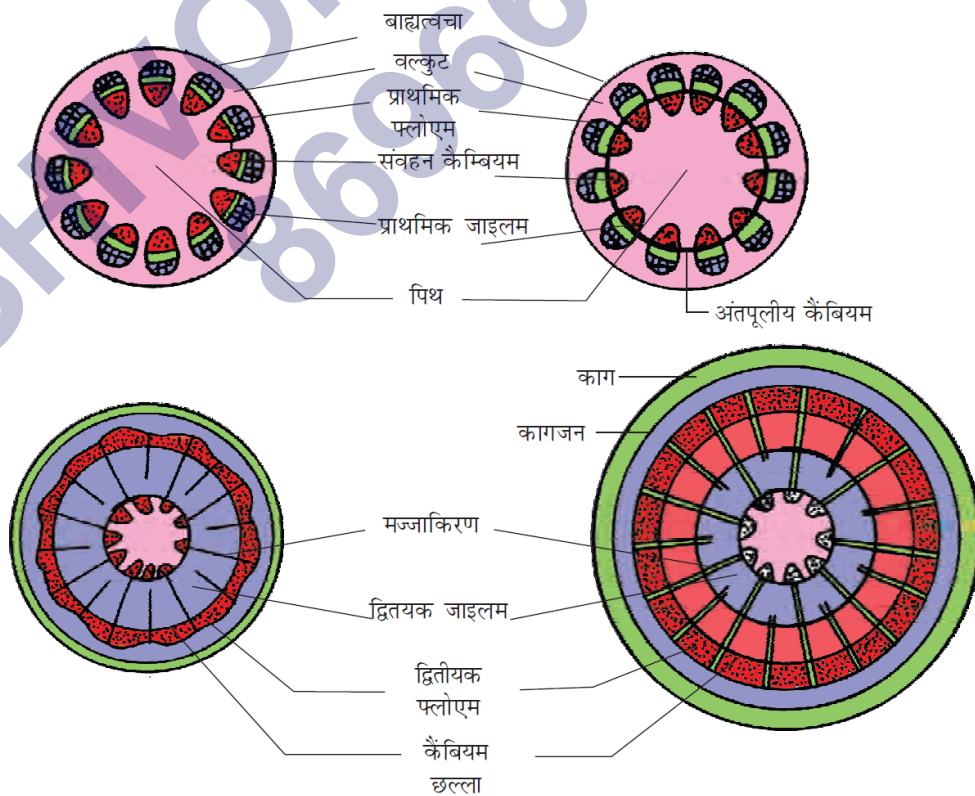 बाह्यत्वचा
वल्कुट
प्राथमिक
फ्लोएम
संवहन कैम्बियम
प्राथमिक जाइलम
पिथ
अंतपूलीय कैंबियम
काग
कागजन
मज्जाकिरण
द्वितयक जाइलम
द्वितीयक
फ्लोएम
कैंबियम
छल्ला